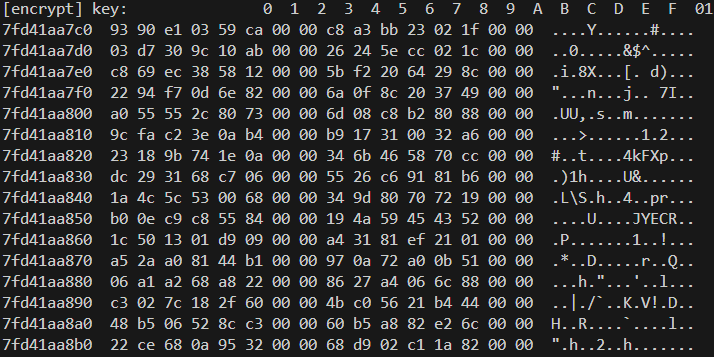 [encrypt] key:  0  1  2  3  4  5  6  7  8  9  A  B  C  D  E  F  01
7fd41aa7c0  93 90 e1 03 59 ca 00 00 c8 a3 bb 23 02 1f 00 00  ....Y......#....
7fd41aa7d0  03 d7 30 9c 10 ab 00 00 26 24 5e cc 02 1c 00 00  ..0.....&$^.....
7fd41aa7e0  c8 69 ec 38 58 12 00 00 5b f2 20 64 29 8c 00 00  .i.8X...[. d)...
7fd41aa7f0  22 94 f7 0d 6e 82 00 00 6a 0f 8c 20 37 49 00 00  "...n...j.. 7I..
7fd41aa800  a0 55 55 2c 80 73 00 00 6d 08 c8 b2 80 88 00 00  .UU,.s..m.......
7fd41aa810  9c fa c2 3e 0a b4 00 00 b9 17 31 00 32 a6 00 00  ...>......1.2...
7fd41aa820  23 18 9b 74 1e 0a 00 00 34 6b 46 58 70 cc 00 00  #..t....4kFXp...
7fd41aa830  dc 29 31 68 c7 06 00 00 55 26 c6 91 81 b6 00 00  .)1h....U&......
7fd41aa840  1a 4c 5c 53 00 68 00 00 34 9d 80 70 72 19 00 00  .L\S.h..4..pr...
7fd41aa850  b0 0e c9 c8 55 84 00 00 19 4a 59 45 43 52 00 00  ....U....JYECR..
7fd41aa860  1c 50 13 01 d9 09 00 00 a4 31 81 ef 21 01 00 00  .P.......1..!...
7fd41aa870  a5 2a a0 81 44 b1 00 00 97 0a 72 a0 0b 51 00 00  .*..D.....r..Q..
7fd41aa880  06 a1 a2 68 a8 22 00 00 86 27 a4 06 6c 88 00 00  ...h."...'..l...
7fd41aa890  c3 02 7c 18 2f 60 00 00 4b c0 56 21 b4 44 00 00  ..|./`..K.V!.D..
7fd41aa8a0  48 b5 06 52 8c c3 00 00 60 b5 a8 82 e2 6c 00 00  H..R....`....l..
7fd41aa8b0  22 ce 68 0a 95 32 00 00 68 d9 02 c1 1a 82 00 00  ".h..2..h.......